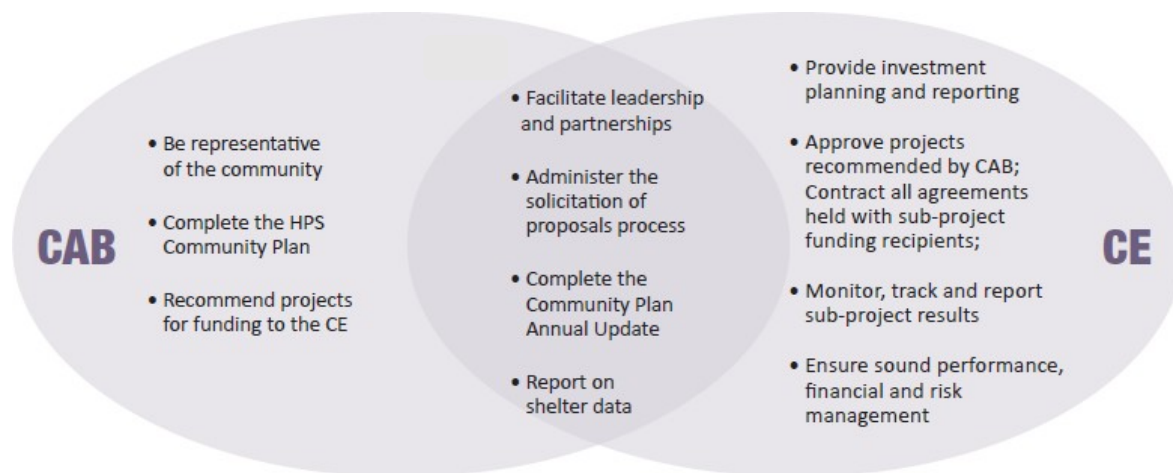 CAB
• Be representative
of the community
• Complete the HPS
Community Plan
• Recommend projects
for funding to the CE
• Facilitate leadership
and partnerships
• Administer the
solicitation of
proposals process
• Complete the
Community Plan
Annual Update
• Report on
shelter data
• Provide investment
planning and reporting
• Approve projects
recommended by CAB;
Contract all agreements
held with sub-project
funding recipients;
• Monitor, track and report
sub-project results
• Ensure sound performance,
financial and risk
management
CE